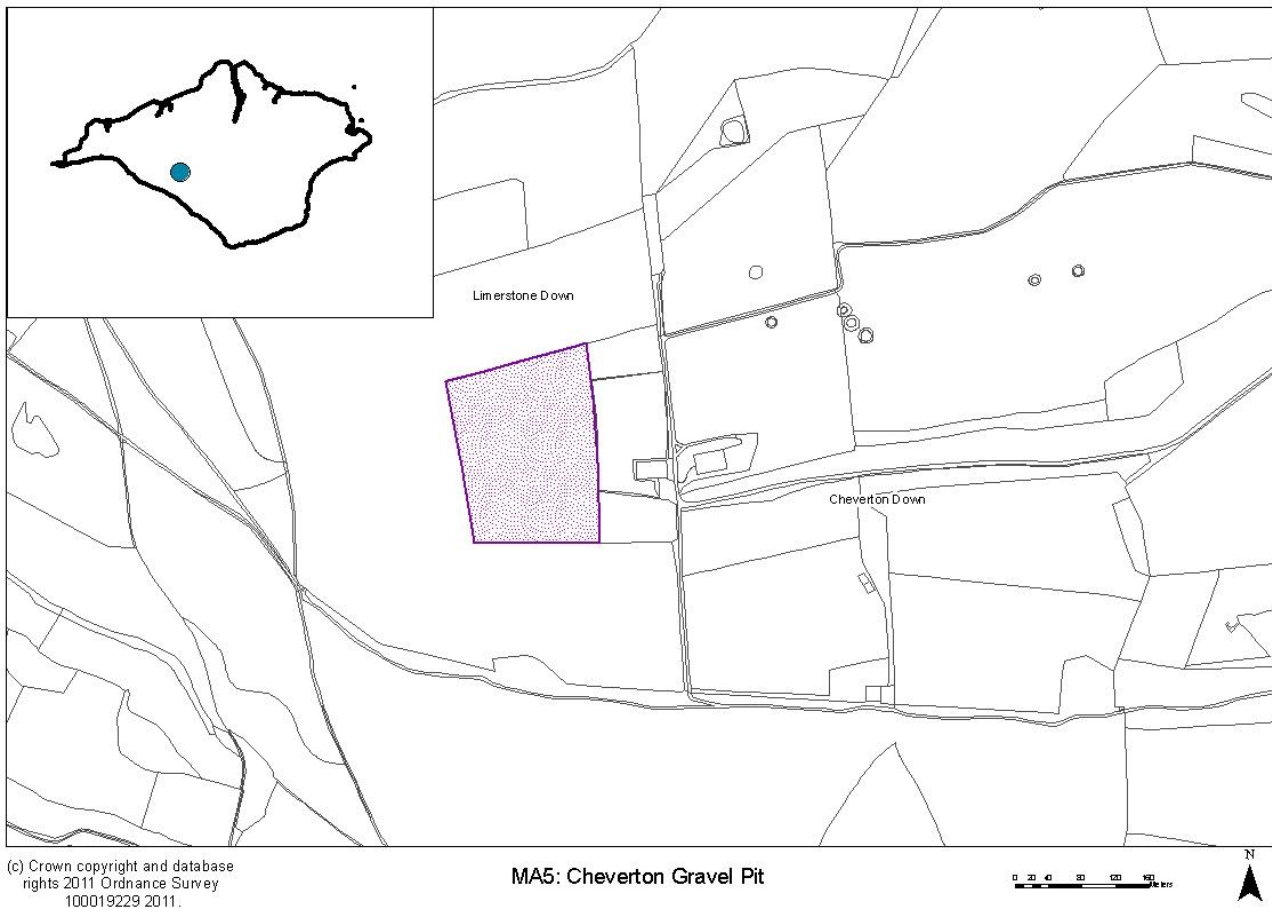 Limerstone Down
Cheverton Down
(c) Crown copyright and database
rights 2011 Ordnance Survey
100019229 2011.
MA5: Cheverton Gravel Pit
0 20 40 80 120 160
Meters
N